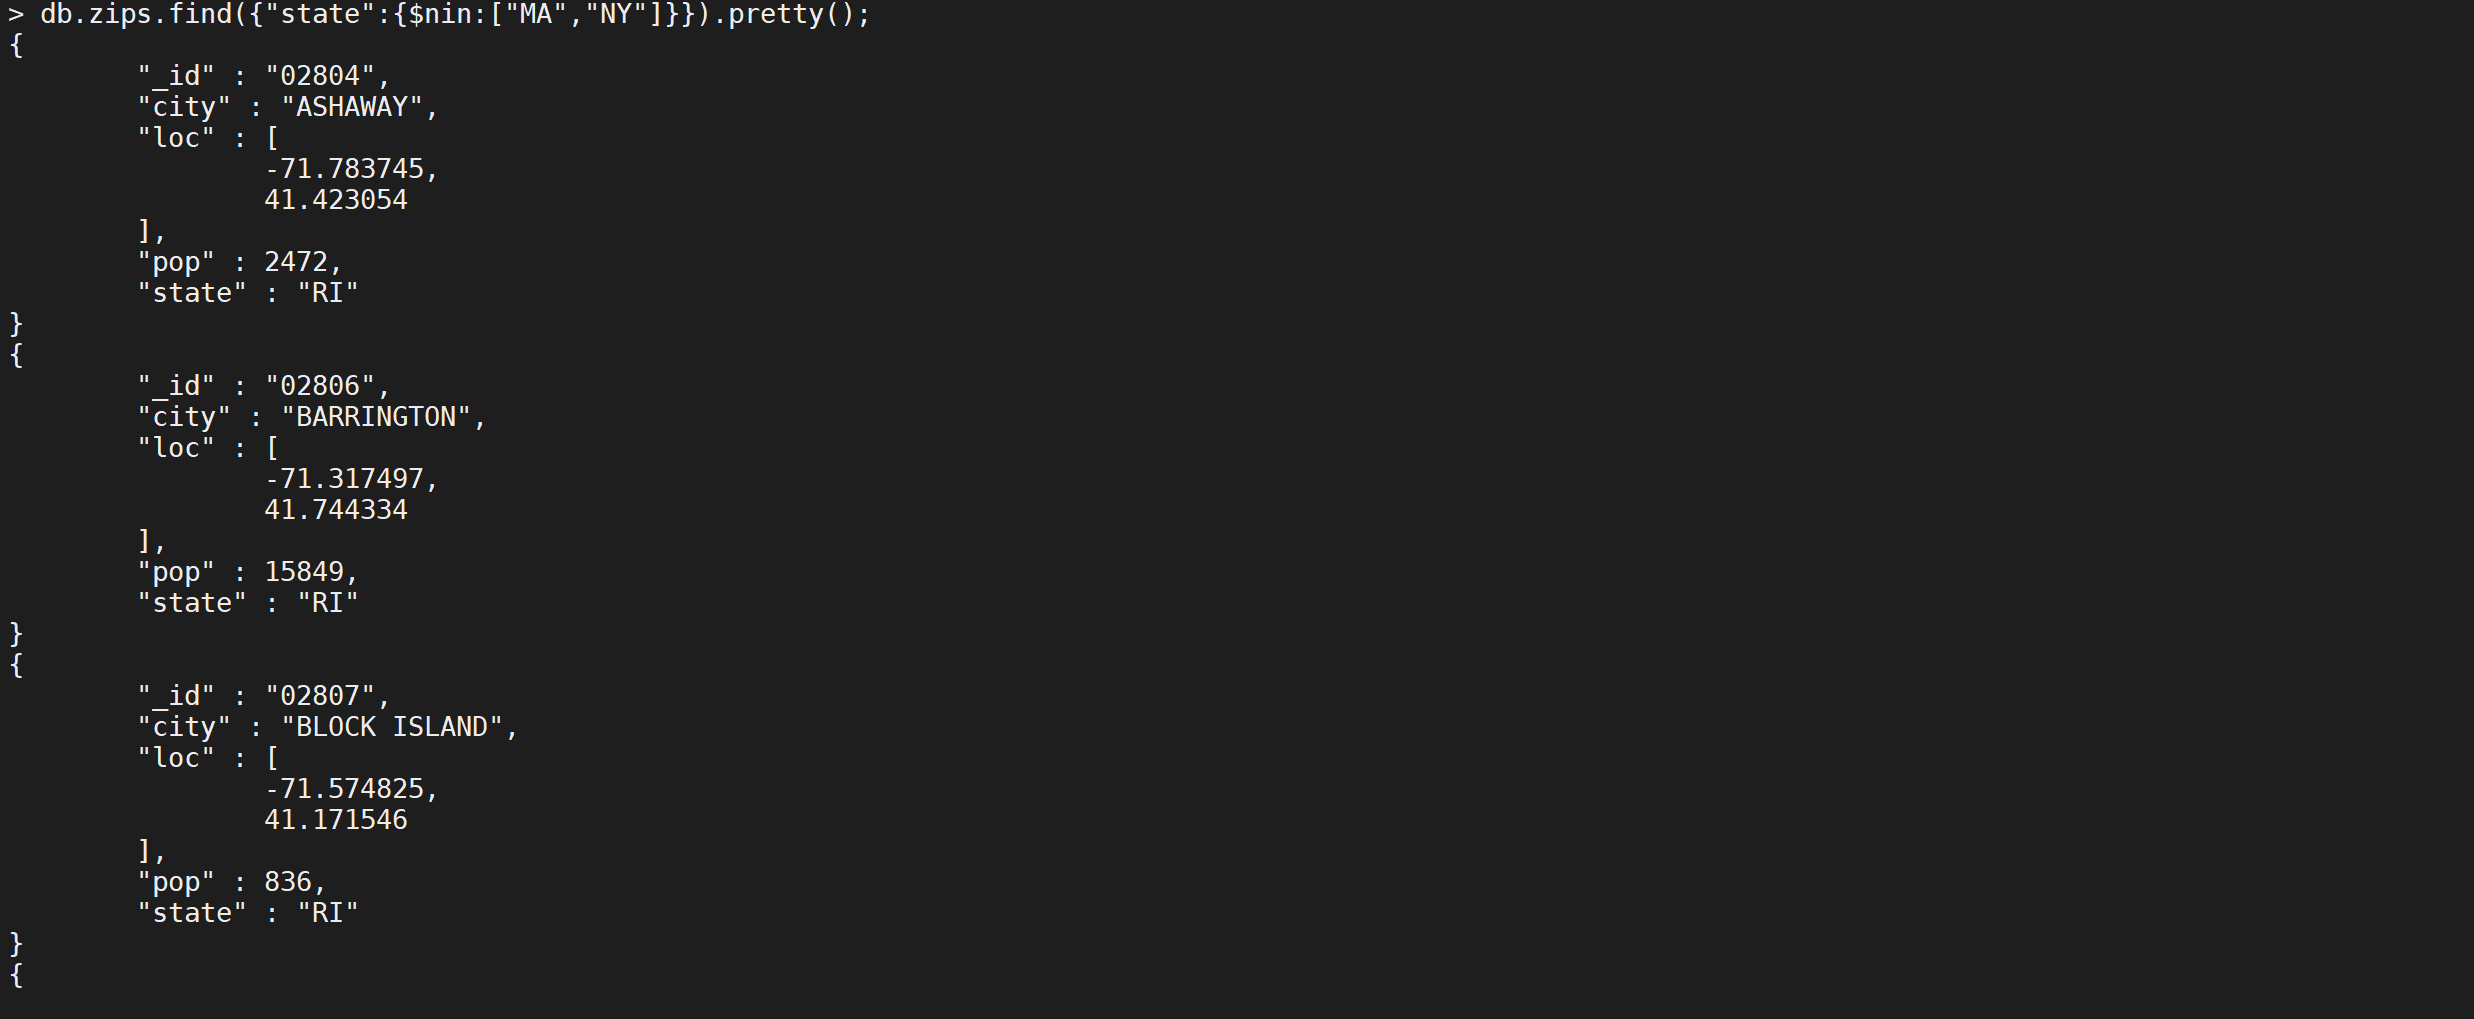 > db.zips.find({"state":{$nin:["MA","NY"]}}).pretty();
{
        "_id" : "02804",
        "city" : "ASHAWAY",
        "loc" : [
                -71.783745,
                41.423054
        ],
        "pop" : 2472,
        "state" : "RI"
}
{
        "_id" : "02806",
        "city" : "BARRINGTON",
        "loc" : [
                -71.317497,
                41.744334
        ],
        "pop" : 15849,
        "state" : "RI"
}
{
        "_id" : "02807",
        "city" : "BLOCK ISLAND",
        "loc" : [
                -71.574825,
                41.171546
        ],
        "pop" : 836,
        "state" : "RI"
}
{